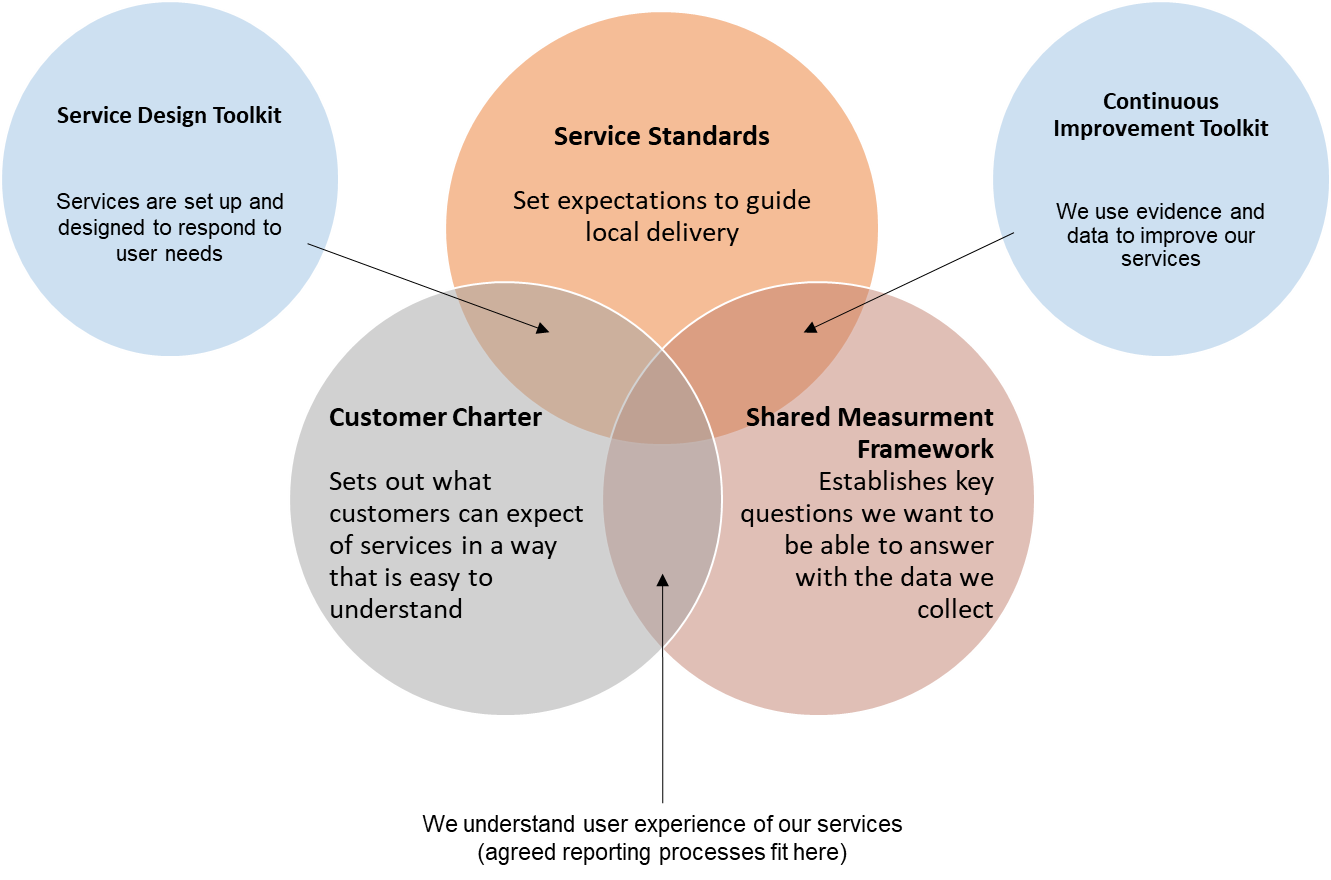 Service Design Toolkit
Services are set up and
designed to respond to
user needs
Service Standards
Set expectations to guide
local delivery
Continuous
Improvement Toolkit
We use evidence and
data to improve our
services
Customer Charter
Sets out what
customers can expect
of services in a way
that is easy to
understand
Shared Measurment
Framework
Establishes key
questions we want to
be able to answer
with the data we
collect
We understand user experience of our services
(agreed reporting processes fit here)